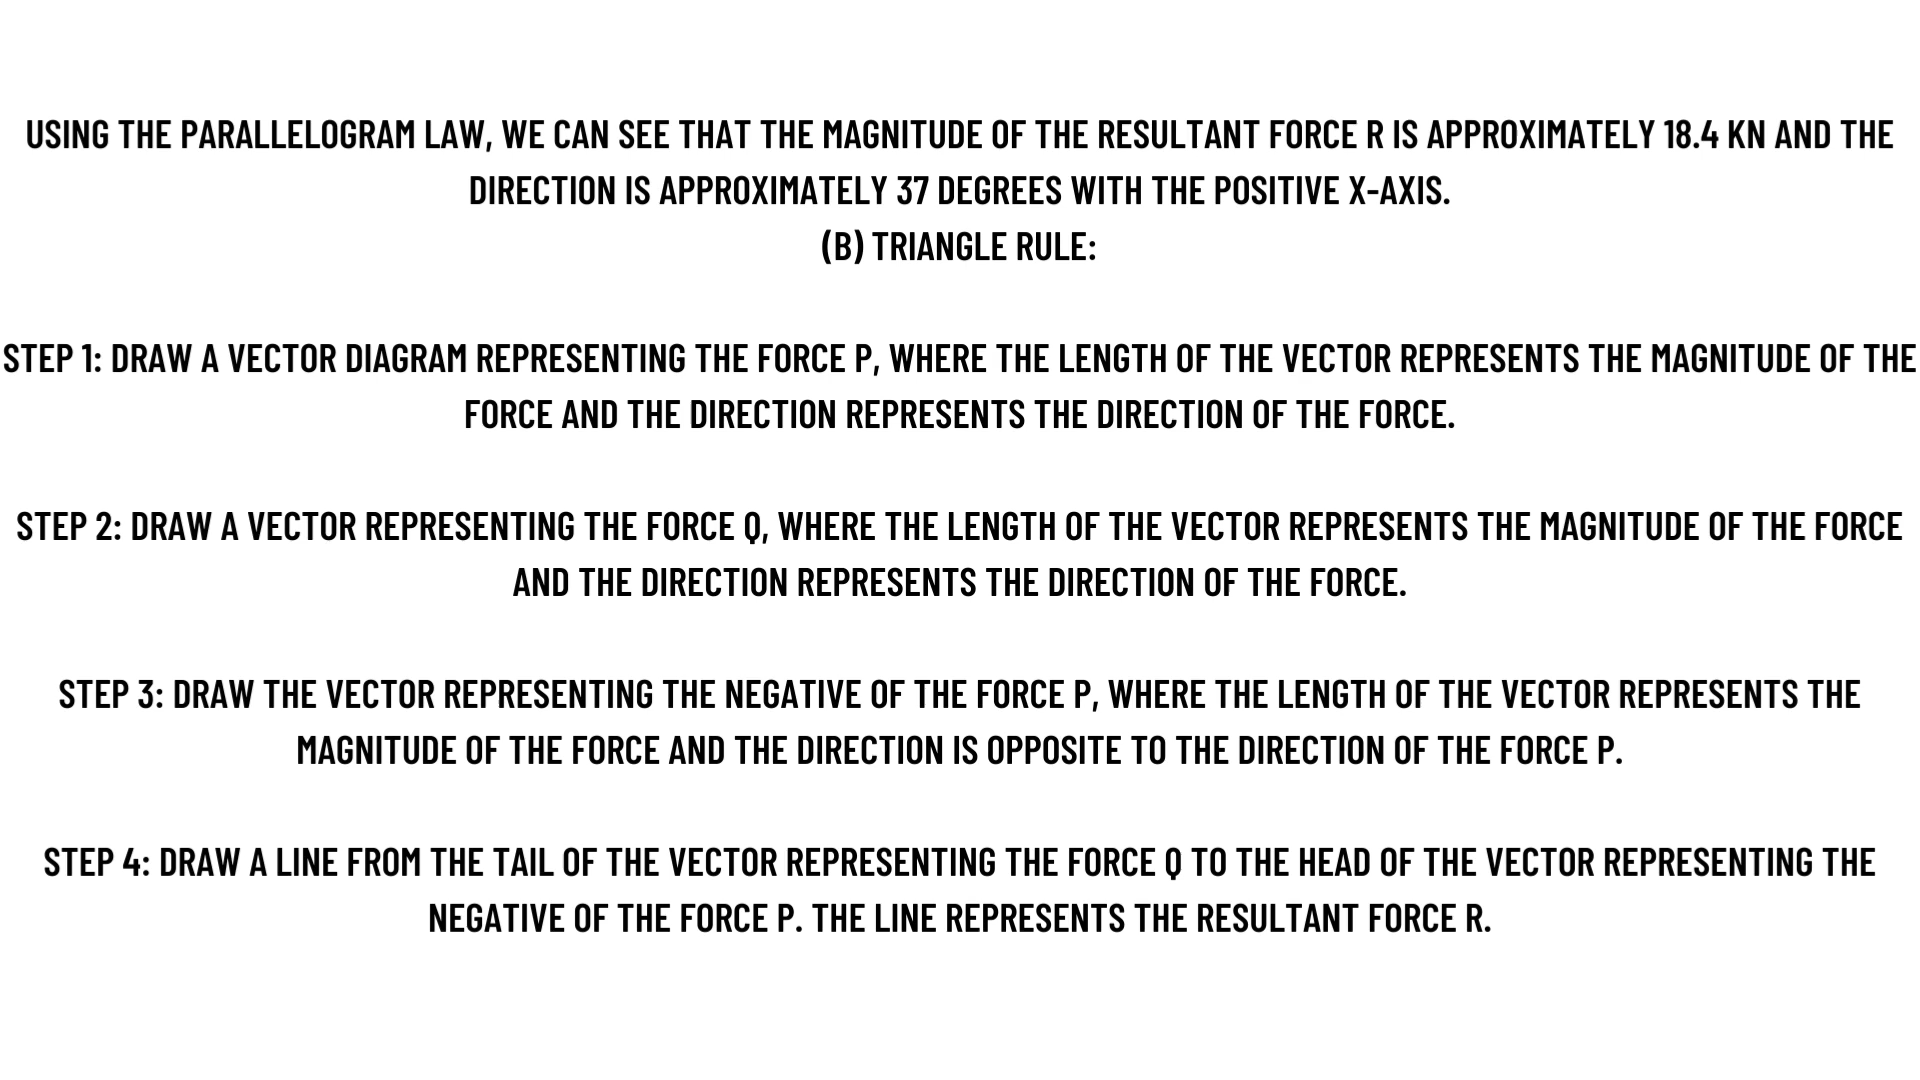 USING THE PARALLELOGRAM LAW, WE CAN SEE THAT THE MAGNITUDE OF THE RESULTANT FORCE R IS APPROXIMATELY 18.4 KN AND THE
DIRECTION IS APPROXIMATELY 37 DEGREES WITH THE POSITIVE X-AXIS.
(B) TRIANGLE RULE:
STEP 1: DRAW A VECTOR DIAGRAM REPRESENTING THE FORCE P, WHERE THE LENGTH OF THE VECTOR REPRESENTS THE MAGNITUDE OF THE
FORCE AND THE DIRECTION REPRESENTS THE DIRECTION OF THE FORCE.
STEP 2: DRAW A VECTOR REPRESENTING THE FORCE Q, WHERE THE LENGTH OF THE VECTOR REPRESENTS THE MAGNITUDE OF THE FORCE
AND THE DIRECTION REPRESENTS THE DIRECTION OF THE FORCE.
STEP 3: DRAW THE VECTOR REPRESENTING THE NEGATIVE OF THE FORCE P, WHERE THE LENGTH OF THE VECTOR REPRESENTS THE
MAGNITUDE OF THE FORCE AND THE DIRECTION IS OPPOSITE TO THE DIRECTION OF THE FORCE P.
STEP 4: DRAW A LINE FROM THE TAIL OF THE VECTOR REPRESENTING THE FORCE Q TO THE HEAD OF THE VECTOR REPRESENTING THE
NEGATIVE OF THE FORCE P. THE LINE REPRESENTS THE RESULTANT FORCE R.